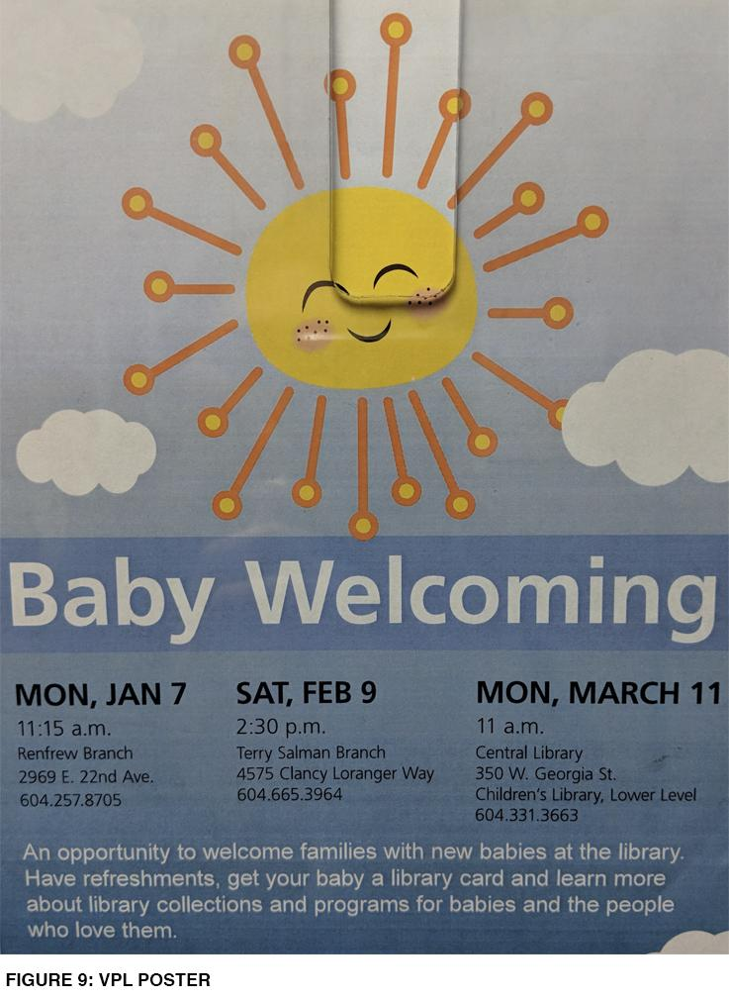 Baby Welcoming
MON, JAN 7
11:15 a.m.
Renfrew Branch
2969 E. 22nd Ave.
604.257.8705
SAT, FEB 9
2:30 p.m.
Terry Salman Branch
4575 Clancy Loranger Way
604.665.3964
MON, MARCH 11
11 a.m.
Central Library
350 W. Georgia St.
Children's Library, Lower Level
604.331.3663
An opportunity to welcome families with new babies at the library.
Have refreshments, get your baby a library card and learn more
about library collections and programs for babies and the people
who love them.
FIGURE 9: VPL POSTER